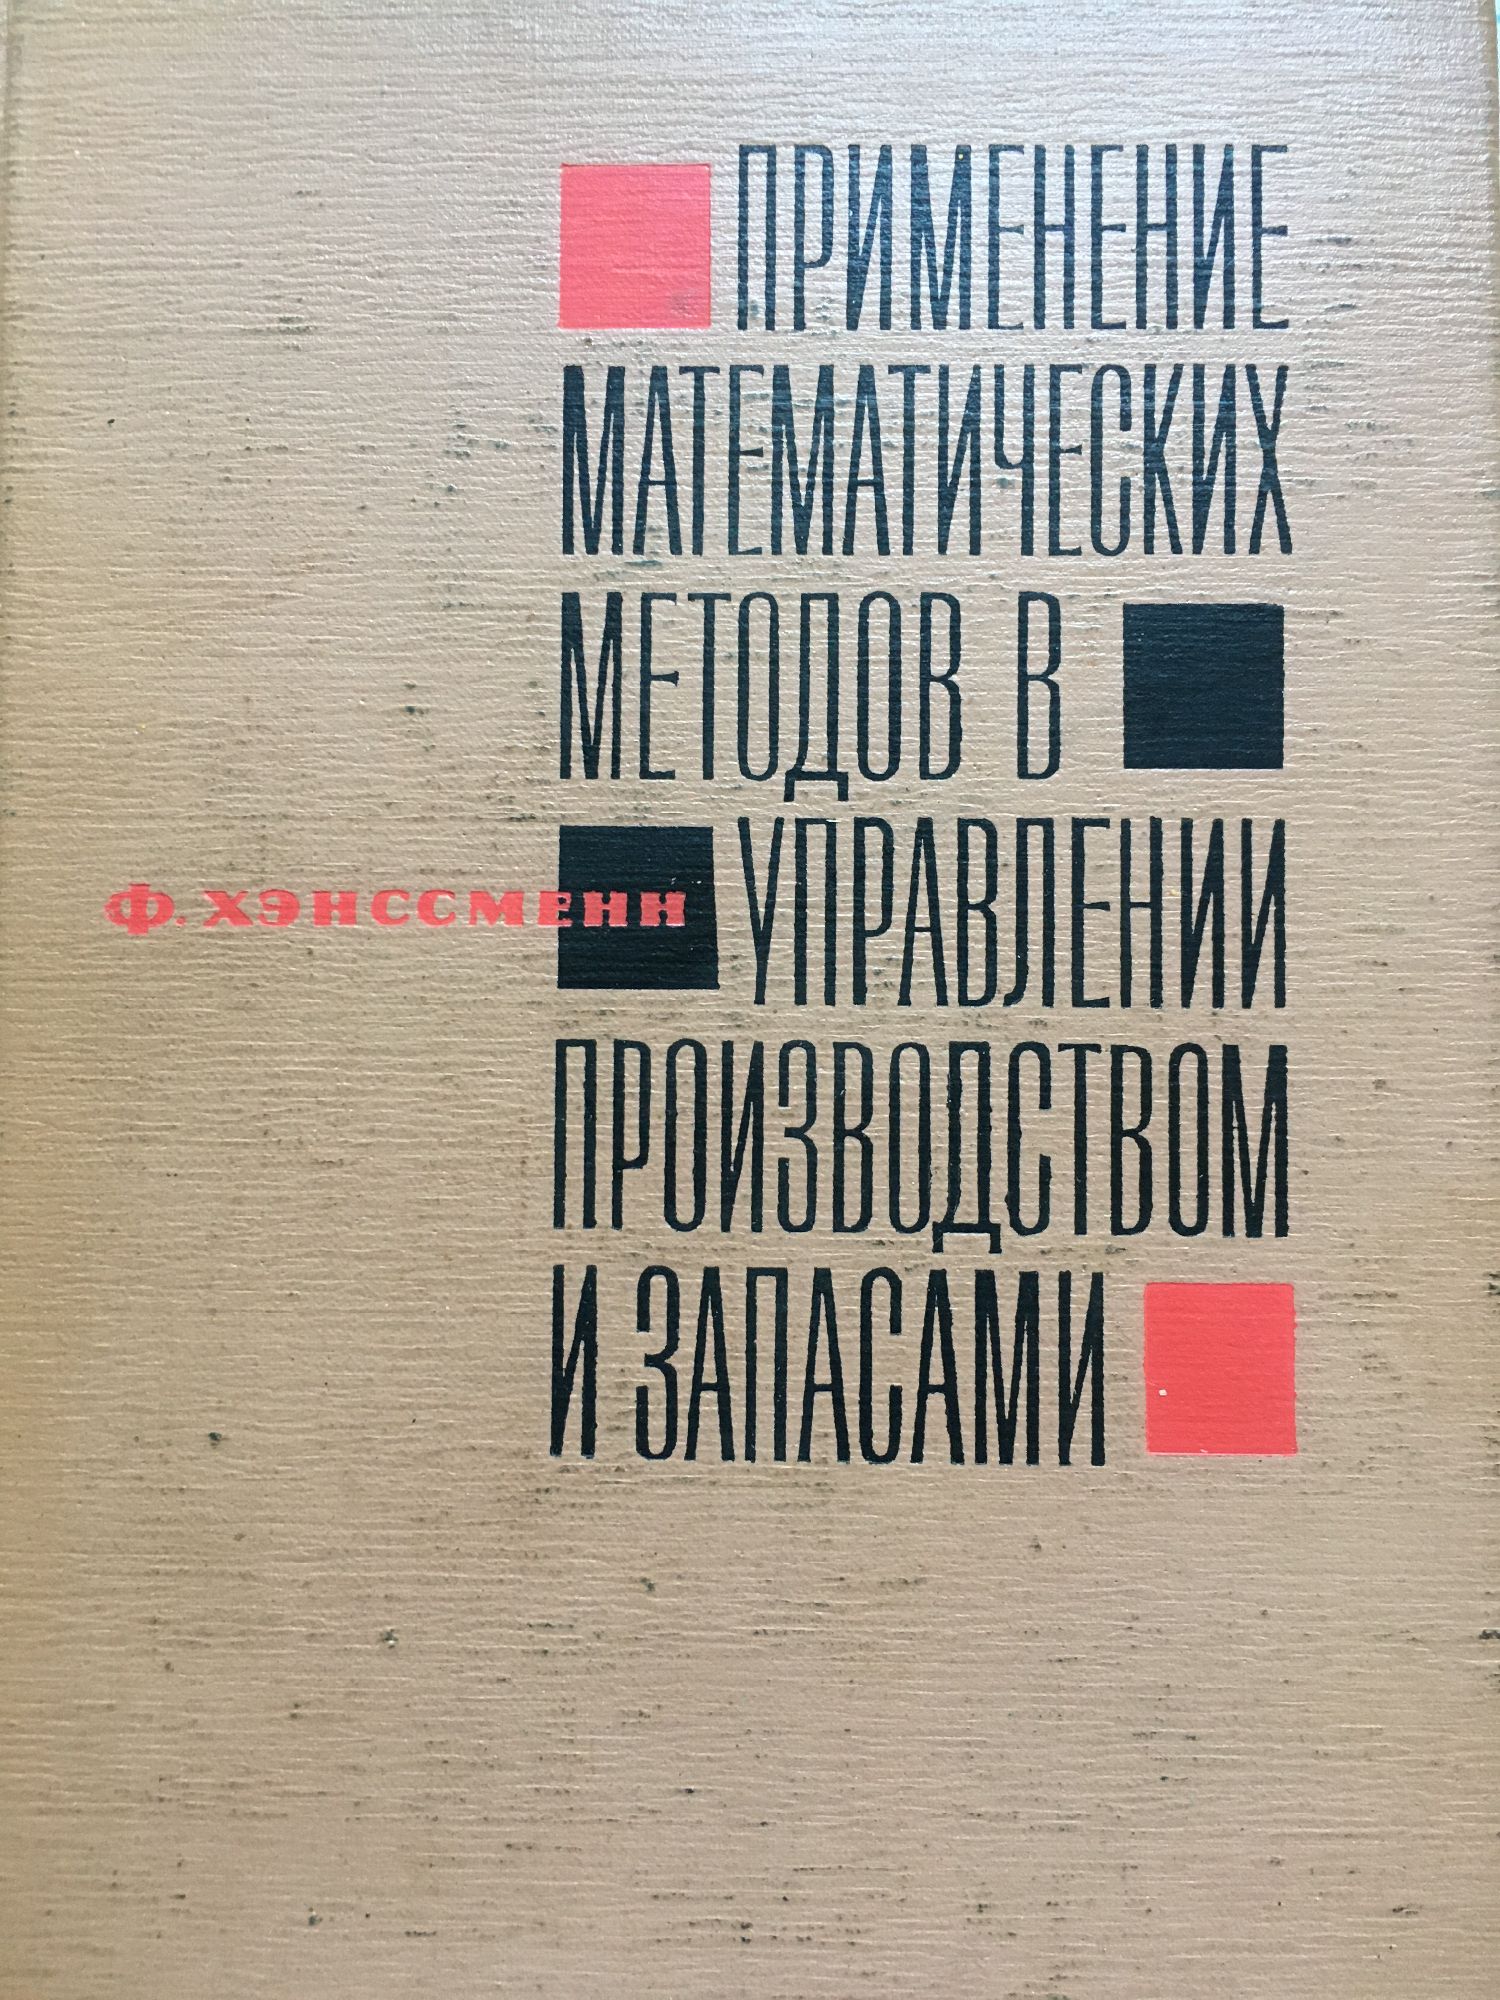 ПРИМЕНЕНИЕ
МАТЕМАТИЧЕСКИХ
МЕТОДОВ В
УПРАВЛЕНИИ
Ф. ХЭНССМЕНН
ПРОИЗВОДСТВОМ
И ЗАПАСАМИ